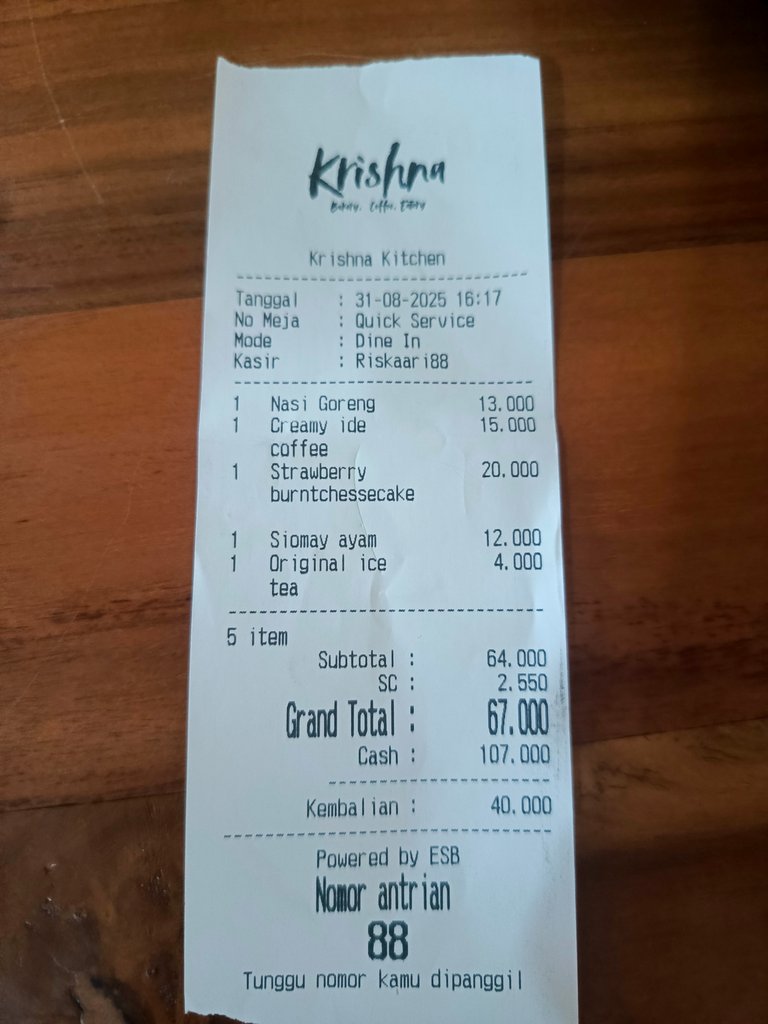 Krishna
Bakery. Coffee. Eatery
Krishna Kitchen
Tanggal : 31-08-2025 16:17
No Meja : Quick Service
Mode : Dine In
Kasir : Riskaari88
1 Nasi Goreng 13.000
1 Creamy ide 15.000
coffee
1 Strawberry 20.000
burntchessecake
1 Siomay ayam 12.000
1 Original ice 4.000
tea
5 item
Subtotal : 64.000
SC : 2.550
Grand Total : 67.000
Cash : 107.000
Kembalian : 40.000
Powered by ESB
Nomor antrian
88
Tunggu nomor kamu dipanggil